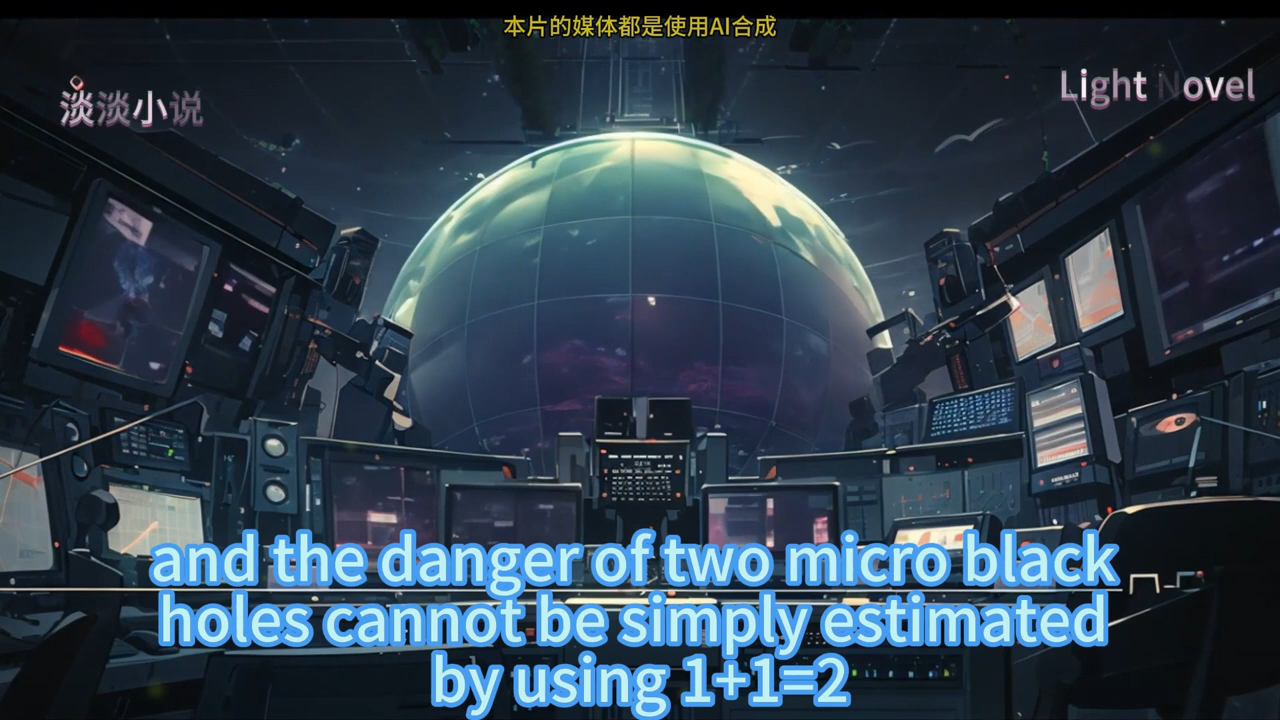 本片的媒体都是使用AI合成
淡淡小说
Light Novel
and the danger of two micro black
holes cannot be simply estimated
by using 1+1=2